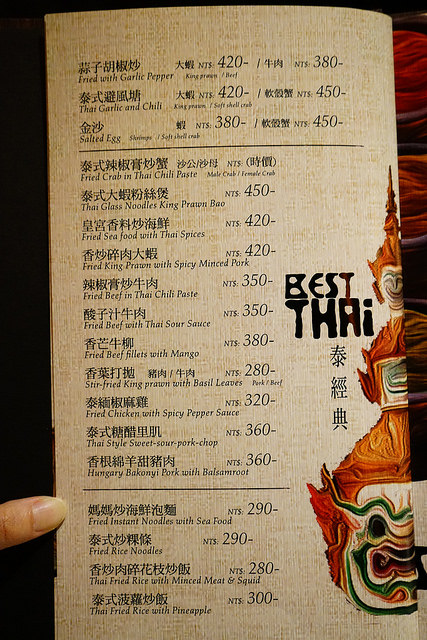 蒜子胡椒炒 大蝦 NT$: 420- / 牛肉 NT$: 380-
Fried with Garlic Pepper King prawn / Beef
泰式避風塘 大蝦 NT$: 420- / 軟殼蟹 NT$: 450-
Thai Garlic and Chili King prawn / Soft shell crab
金沙 蝦 NT$: 380- / 軟殼蟹 NT$: 450-
Salted Egg Shrimps / Soft shell crab
泰式辣椒膏炒蟹 沙公/沙母 NT$: (時價)
Fried Crab in Thai Chili Paste Male Crab / Female Crab
泰式大蝦粉絲煲 NT$: 450-
Thai Glass Noodles King Prawn Bao
皇宮香料炒海鮮 NT$: 420-
Fried Sea food with Thai Spices
香炒碎肉大蝦 NT$: 420-
Fried King Prawn with Spicy Minced Pork
辣椒膏炒牛肉 NT$: 350-
Fried Beef in Thai Chili Paste
酸子汁牛肉 NT$: 350-
Fried Beef with Thai Sour Sauce
香芒牛柳 NT$: 380-
Fried Beef fillets with Mango
香葉打拋 豬肉 / 牛肉 NT$: 280-
Stir-fried King prawn with Basil Leaves Pork / Beef
泰緬椒麻雞 NT$: 320-
Fried Chicken with Spicy Pepper Sauce
泰式糖醋里肌 NT$: 360-
Thai Style Sweet-sour-pork-chop
香根綿羊甜豬肉 NT$: 360-
Hungary Bakonyi Pork with Balsamroot
媽媽炒海鮮泡麵 NT$: 290-
Fried Instant Noodles with Sea Food
泰式炒粿條 NT$: 290-
Fried Rice Noodles
香炒肉碎花枝炒飯 NT$: 280-
Thai Fried Rice with Minced Meat & Squid
泰式菠蘿炒飯 NT$: 300-
Thai Fried Rice with Pineapple
BEST
THAi
泰經典